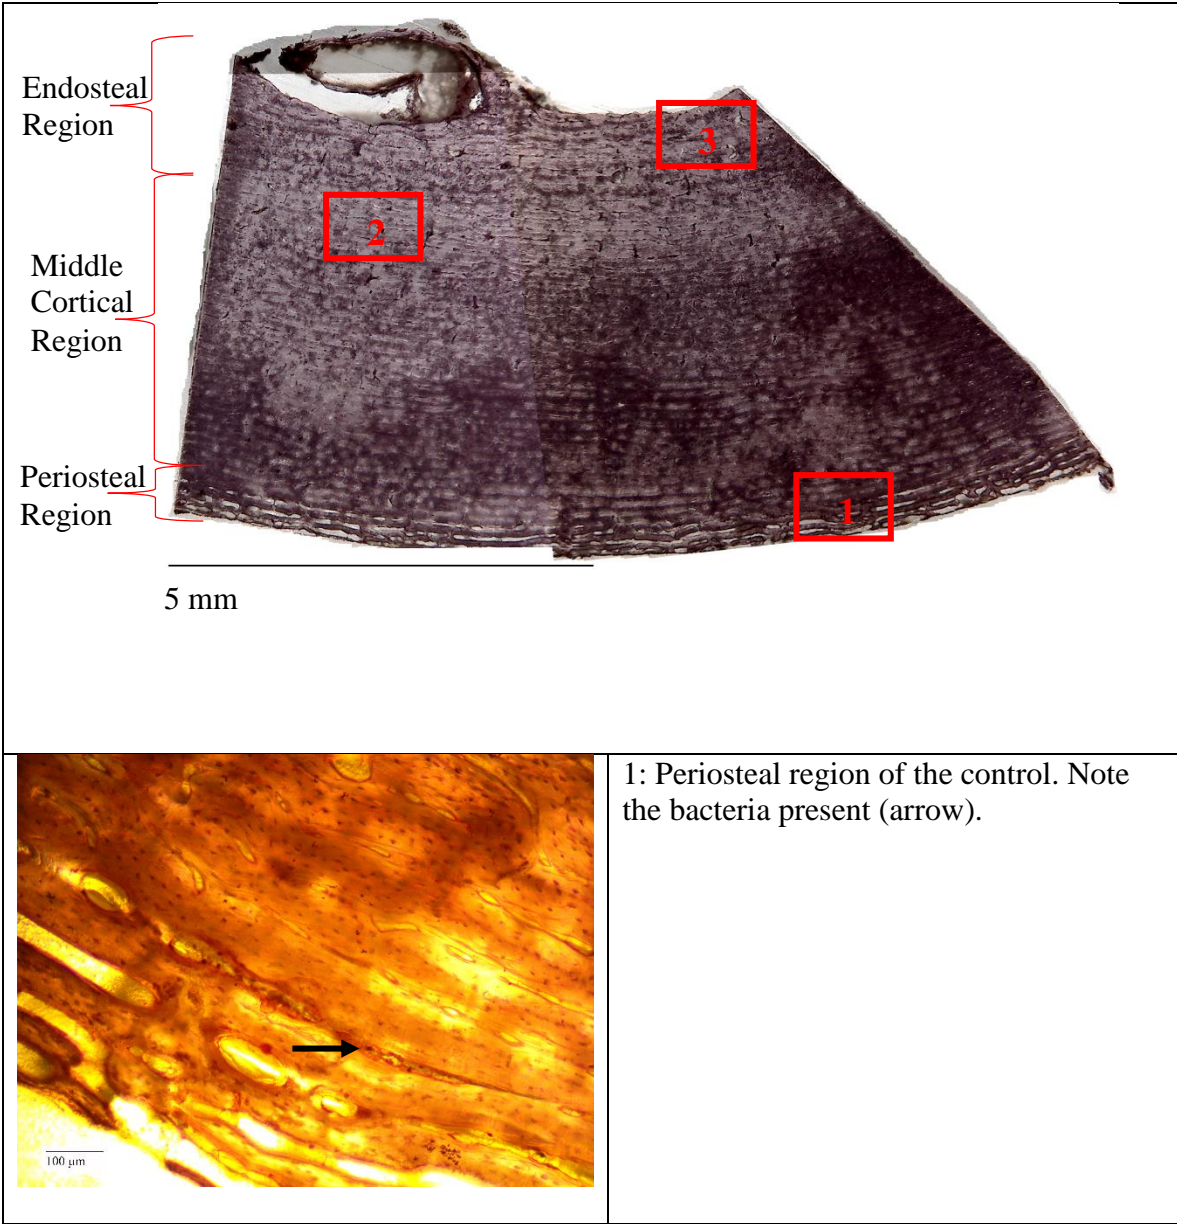 Endosteal
Region
3
2
Middle
Cortical
Region
Periosteal
Region
1
5 mm
1: Periosteal region of the control. Note
the bacteria present (arrow).
100 μm